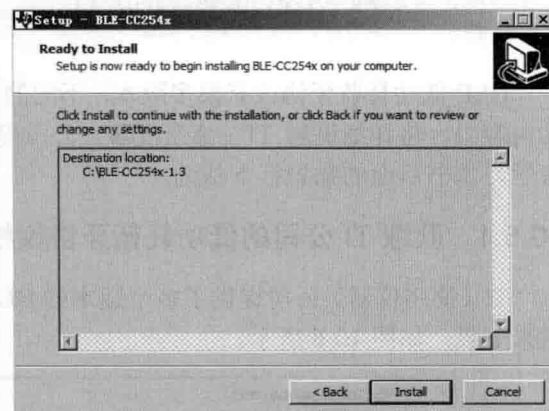 Setup - BLE-CC254x
Ready to Install
Setup is now ready to begin installing BLE-CC254x on your computer.
Click Install to continue with the installation, or click Back if you want to review or
change any settings.
Destination location:
C:\BLE-CC254x-1.3
< Back
Install
Cancel